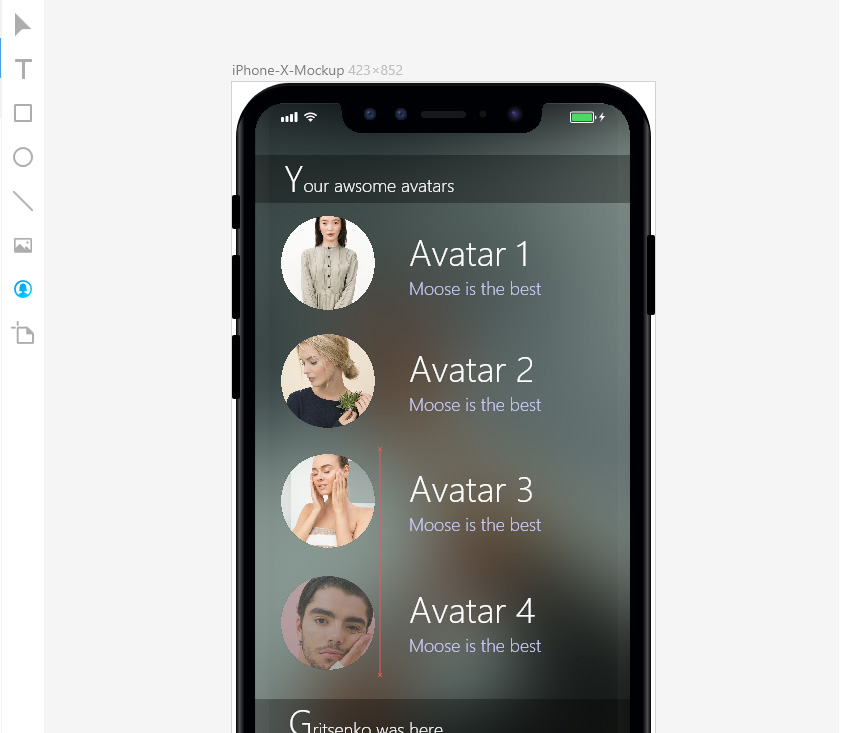 iPhone-X-Mockup 423×852
Your awsome avatars
Avatar 1
Moose is the best
Avatar 2
Moose is the best
Avatar 3
Moose is the best
Avatar 4
Moose is the best
Gritsenko was here